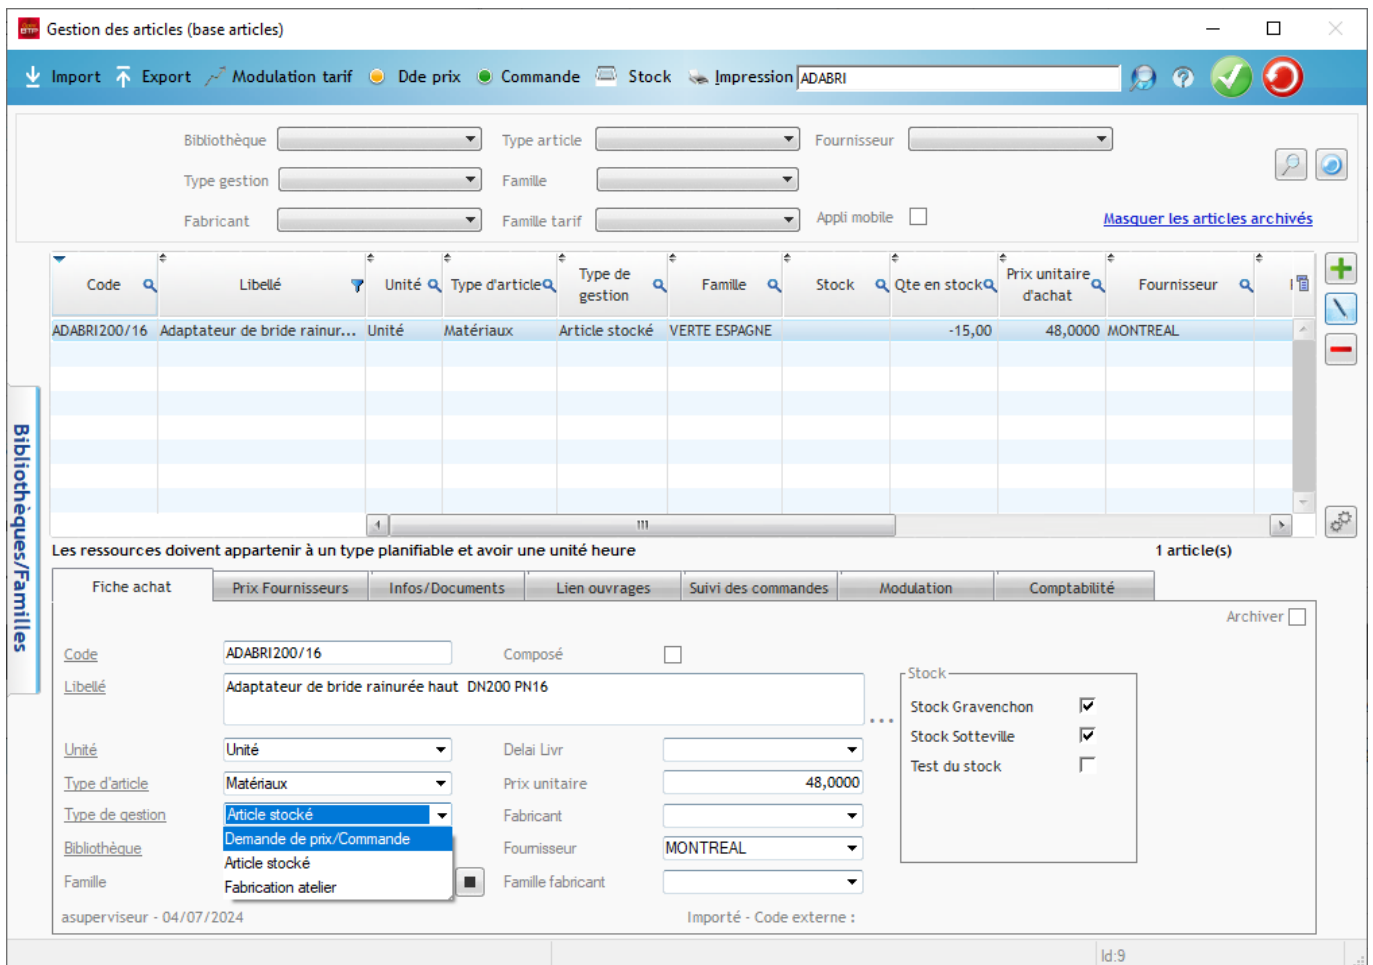 Gestion des articles (base articles)
Import Export Modulation tarif Dde prix Commande Stock Impression ADABRI
Bibliothèque Type article Fournisseur
Type gestion Famille
Fabricant Famille tarif Appli mobile Masquer les articles archivés
Code Libellé Unité Type d'article Type de gestion Famille Stock Qte en stock Prix unitaire d'achat Fournisseur
ADABRI200/16 Adaptateur de bride rainur... Unité Matériaux Article stocké VERTE ESPAGNE -15,00 48,0000 MONTREAL
Bibliothèques/Familles
Les ressources doivent appartenir à un type planifiable et avoir une unité heure 1 article(s)
Fiche achat Prix Fournisseurs Infos/Documents Lien ouvrages Suivi des commandes Modulation Comptabilité
Archiver
Code ADABRI200/16 Composé
Libellé Adaptateur de bride rainurée haut DN200 PN16 ...
Stock
Stock Gravenchon
Stock Sotteville
Test du stock
Unité Unité Delai Livr
Type d'article Matériaux Prix unitaire 48,0000
Type de gestion Article stocké Fabricant
Demande de prix/Commande
Bibliothèque Article stocké Fournisseur MONTREAL
Famille Fabrication atelier Famille fabricant
asuperviseur - 04/07/2024 Importé - Code externe :
Id:9